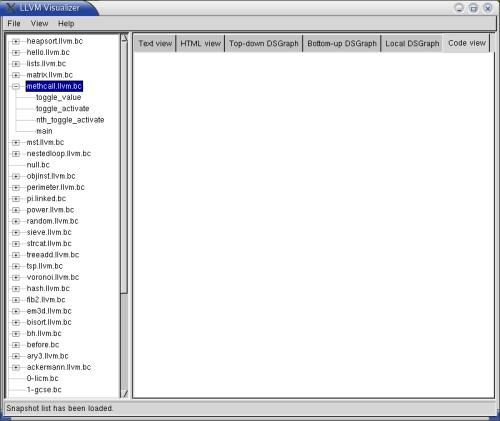 LLVM Visualizer
File View Help
Text view HTML view Top-down DSGraph Bottom-up DSGraph Local DSGraph Code view
heapsort.llvm.bc
hello.llvm.bc
lists.llvm.bc
matrix.llvm.bc
methcall.llvm.bc
toggle_value
toggle_activate
nth_toggle_activate
main
mst.llvm.bc
nestedloop.llvm.bc
null.bc
objinst.llvm.bc
perimeter.llvm.bc
pi.linked.bc
power.llvm.bc
random.llvm.bc
sieve.llvm.bc
strcat.llvm.bc
treeadd.llvm.bc
tsp.llvm.bc
voronoi.llvm.bc
hash.llvm.bc
fib2.llvm.bc
em3d.llvm.bc
bisort.llvm.bc
bh.llvm.bc
before.bc
ary3.llvm.bc
ackermann.llvm.bc
0-licm.bc
1-gcse.bc
Snapshot list has been loaded.